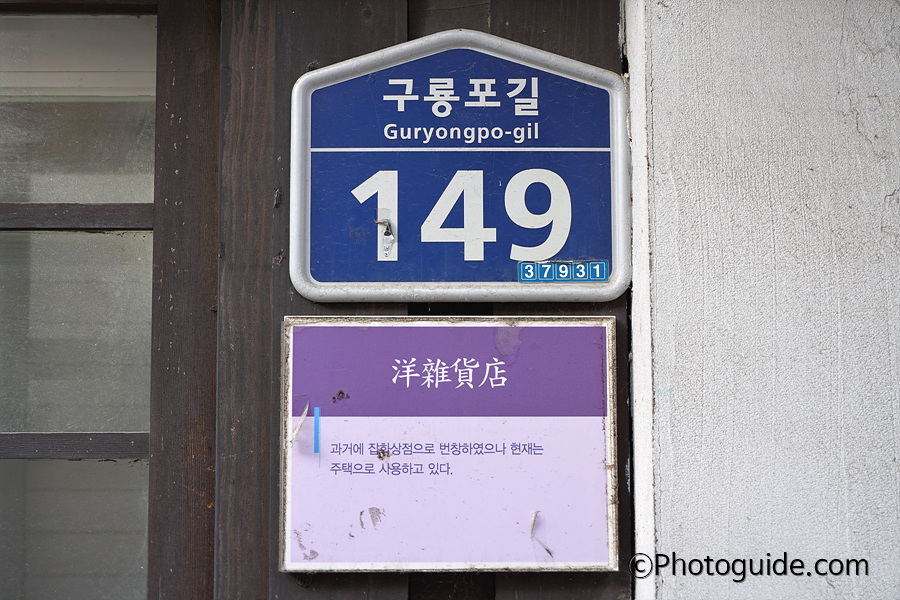 구룡포길
Guryongpo-gil
149
37931
洋雜貨店
과거에 잡화상점으로 번창하였으나 현재는
주택으로 사용하고 있다.
©Photoguide.com